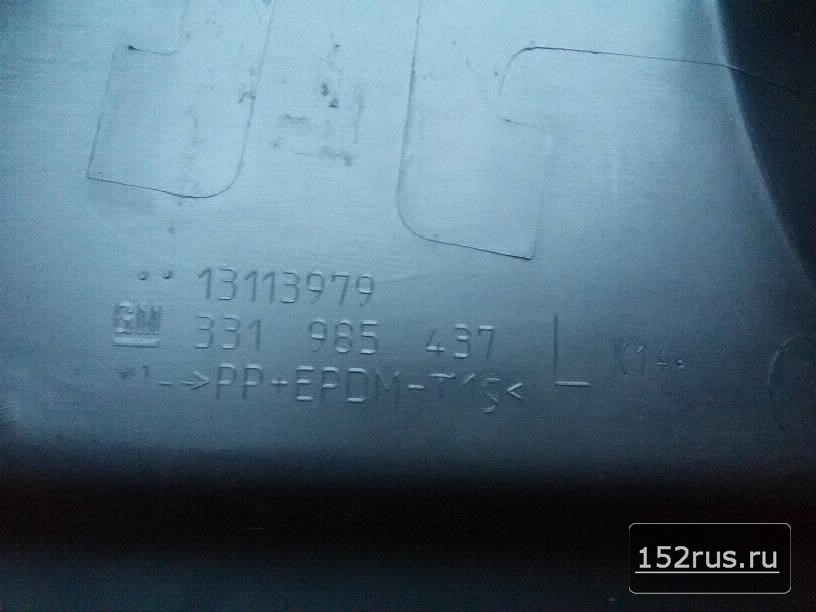 13113979
GM 331 985 437 L
>PP+EPDM-T15<
152rus.ru